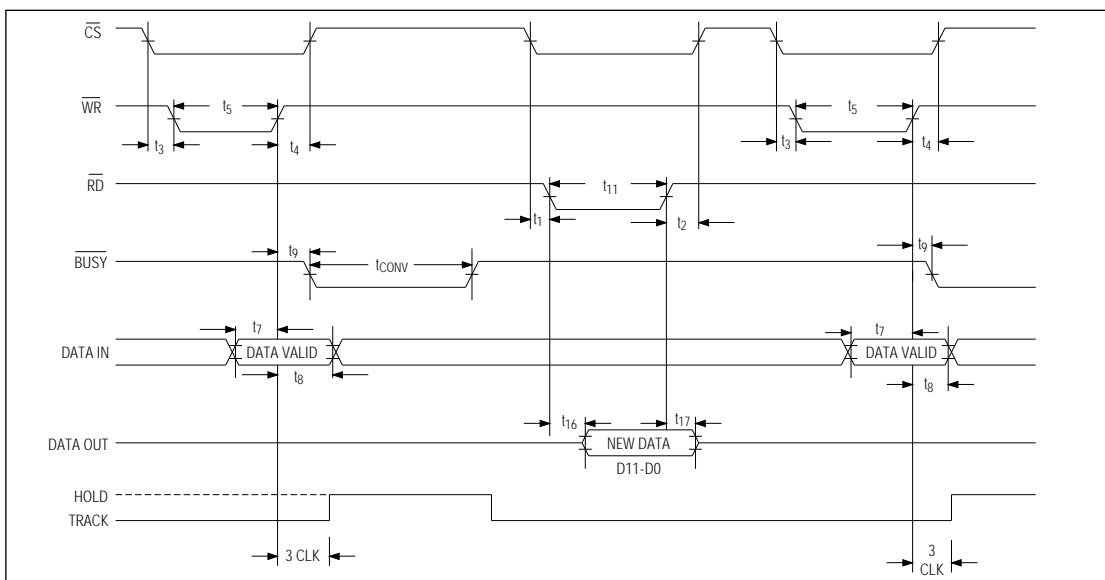 CS
WR
t5
t5
t3
t4
t3
t4
RD
t11
t1
t2
BUSY
t9
tCONV
t9
DATA IN
t7
DATA VALID
t8
t7
DATA VALID
t8
DATA OUT
t16
NEW DATA
t17
D11-D0
HOLD
TRACK
3 CLK
3
CLK